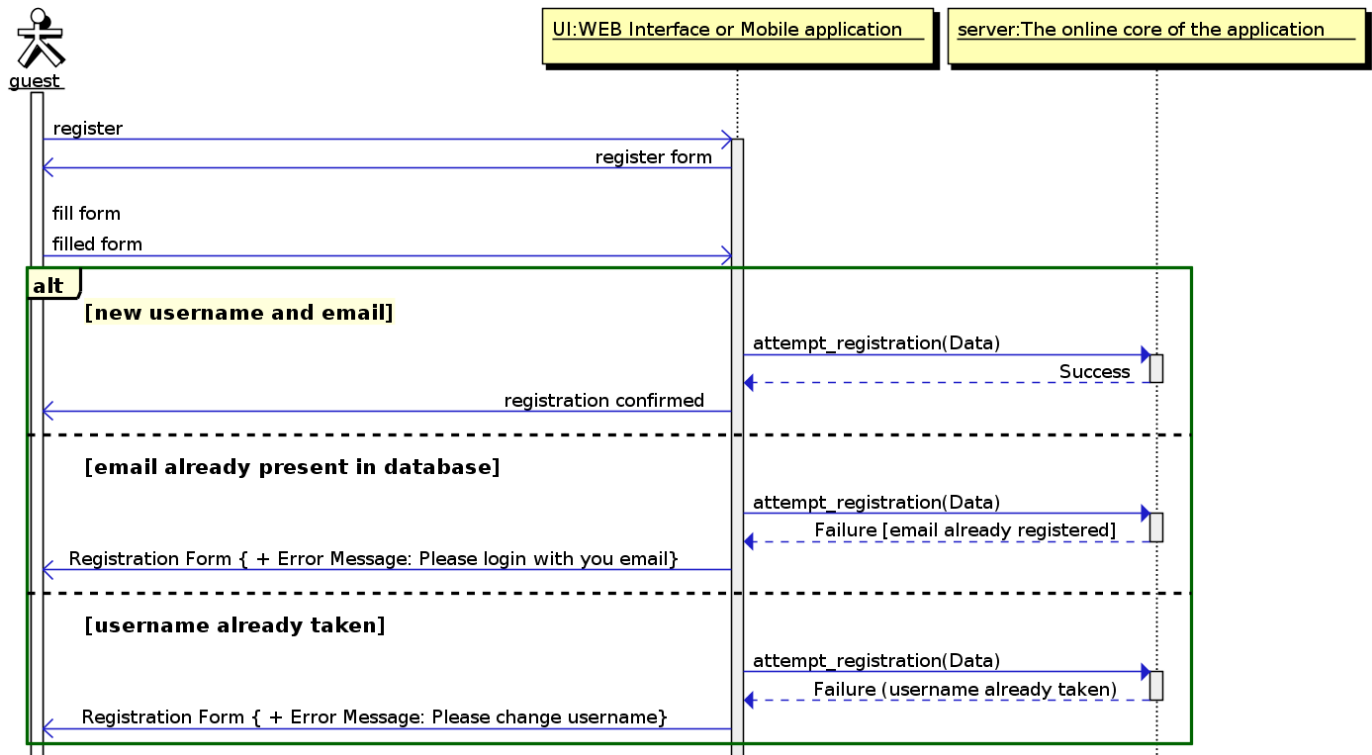 UI:WEB Interface or Mobile application
server:The online core of the application
guest
register
register form
fill form
filled form
alt
[new username and email]
attempt_registration(Data)
Success
registration confirmed
[email already present in database]
attempt_registration(Data)
Failure [email already registered]
Registration Form { + Error Message: Please login with you email}
[username already taken]
attempt_registration(Data)
Failure (username already taken)
Registration Form { + Error Message: Please change username}